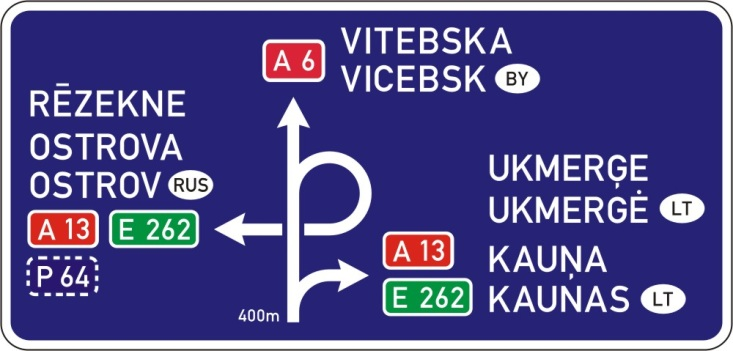 A 6
VITEBSKA
VICEBSK BY
RĒZEKNE
OSTROVA
OSTROV RUS
A 13 E 262
P 64
UKMERĢE
UKMERGĖ LT
A 13
E 262
KAUŅA
KAUNAS LT
400m